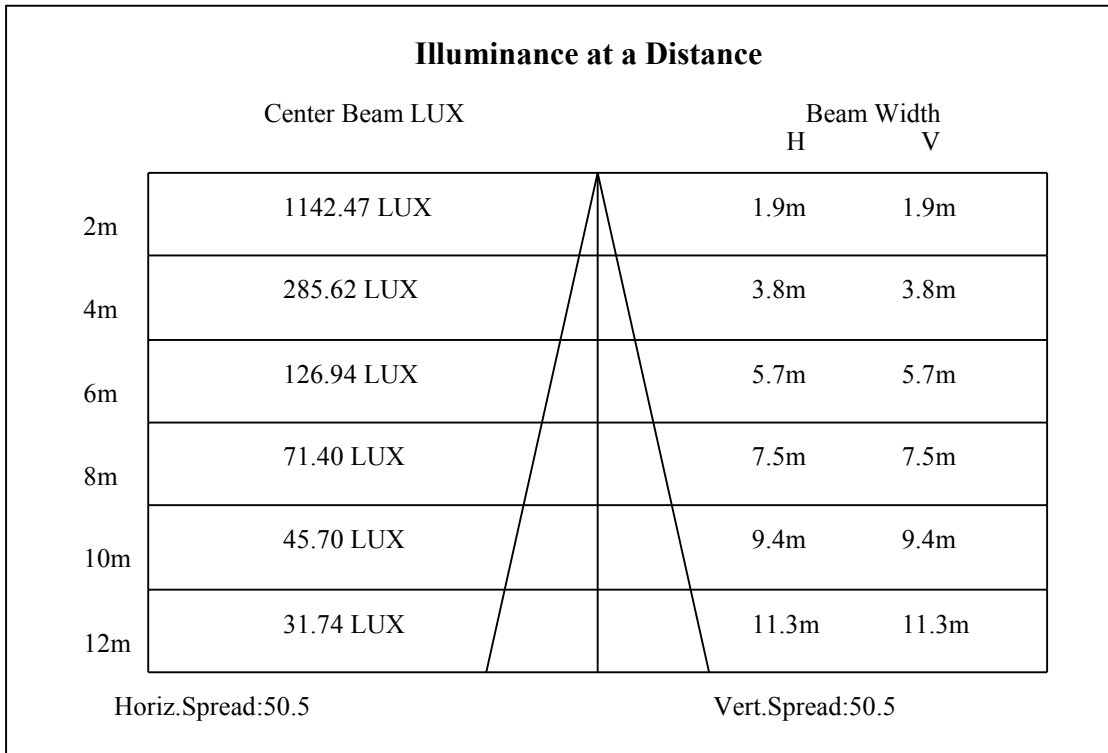 Illuminance at a Distance
Center Beam LUX Beam Width
H V
2m 1142.47 LUX 1.9m 1.9m
4m 285.62 LUX 3.8m 3.8m
6m 126.94 LUX 5.7m 5.7m
8m 71.40 LUX 7.5m 7.5m
10m 45.70 LUX 9.4m 9.4m
12m 31.74 LUX 11.3m 11.3m
Horiz.Spread:50.5 Vert.Spread:50.5